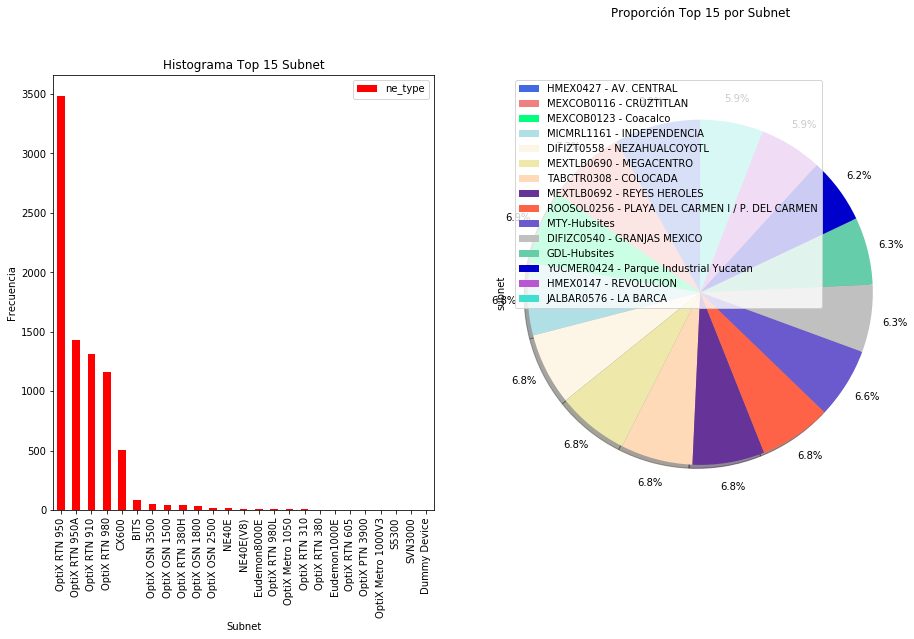 Proporción Top 15 por Subnet
Histograma Top 15 Subnet
ne_type
Frecuencia
3500
3000
2500
2000
1500
1000
500
0
OptiX RTN 950
OptiX RTN 950A
OptiX RTN 910
OptiX RTN 980
CX600
BITS
OptiX OSN 3500
OptiX OSN 1500
OptiX RTN 380H
OptiX OSN 1800
OptiX OSN 2500
NE40E
NE40E(V8)
Eudemon8000E
OptiX RTN 980L
OptiX Metro 1050
OptiX RTN 310
OptiX RTN 380
Eudemon1000E
OptiX RTN 605
OptiX PTN 3900
OptiX Metro 1000V3
S5300
SVN3000
Dummy Device
Subnet
HMEX0427 - AV. CENTRAL
MEXCOB0116 - CRUZTITLAN
MEXCOB0123 - Coacalco
MICMRL1161 - INDEPENDENCIA
DIFIZT0558 - NEZAHUALCOYOTL
MEXTLB0690 - MEGACENTRO
TABCTR0308 - COLOCADA
MEXTLB0692 - REYES HEROLES
ROOSOL0256 - PLAYA DEL CARMEN I / P. DEL CARMEN
MTY-Hubsites
DIFIZC0540 - GRANJAS MEXICO
GDL-Hubsites
YUCMER0424 - Parque Industrial Yucatan
HMEX0147 - REVOLUCION
JALBAR0576 - LA BARCA
subnet
5.9%
5.9%
6.2%
6.3%
6.3%
6.6%
6.8%
6.8%
6.8%
6.8%
6.8%
6.8%